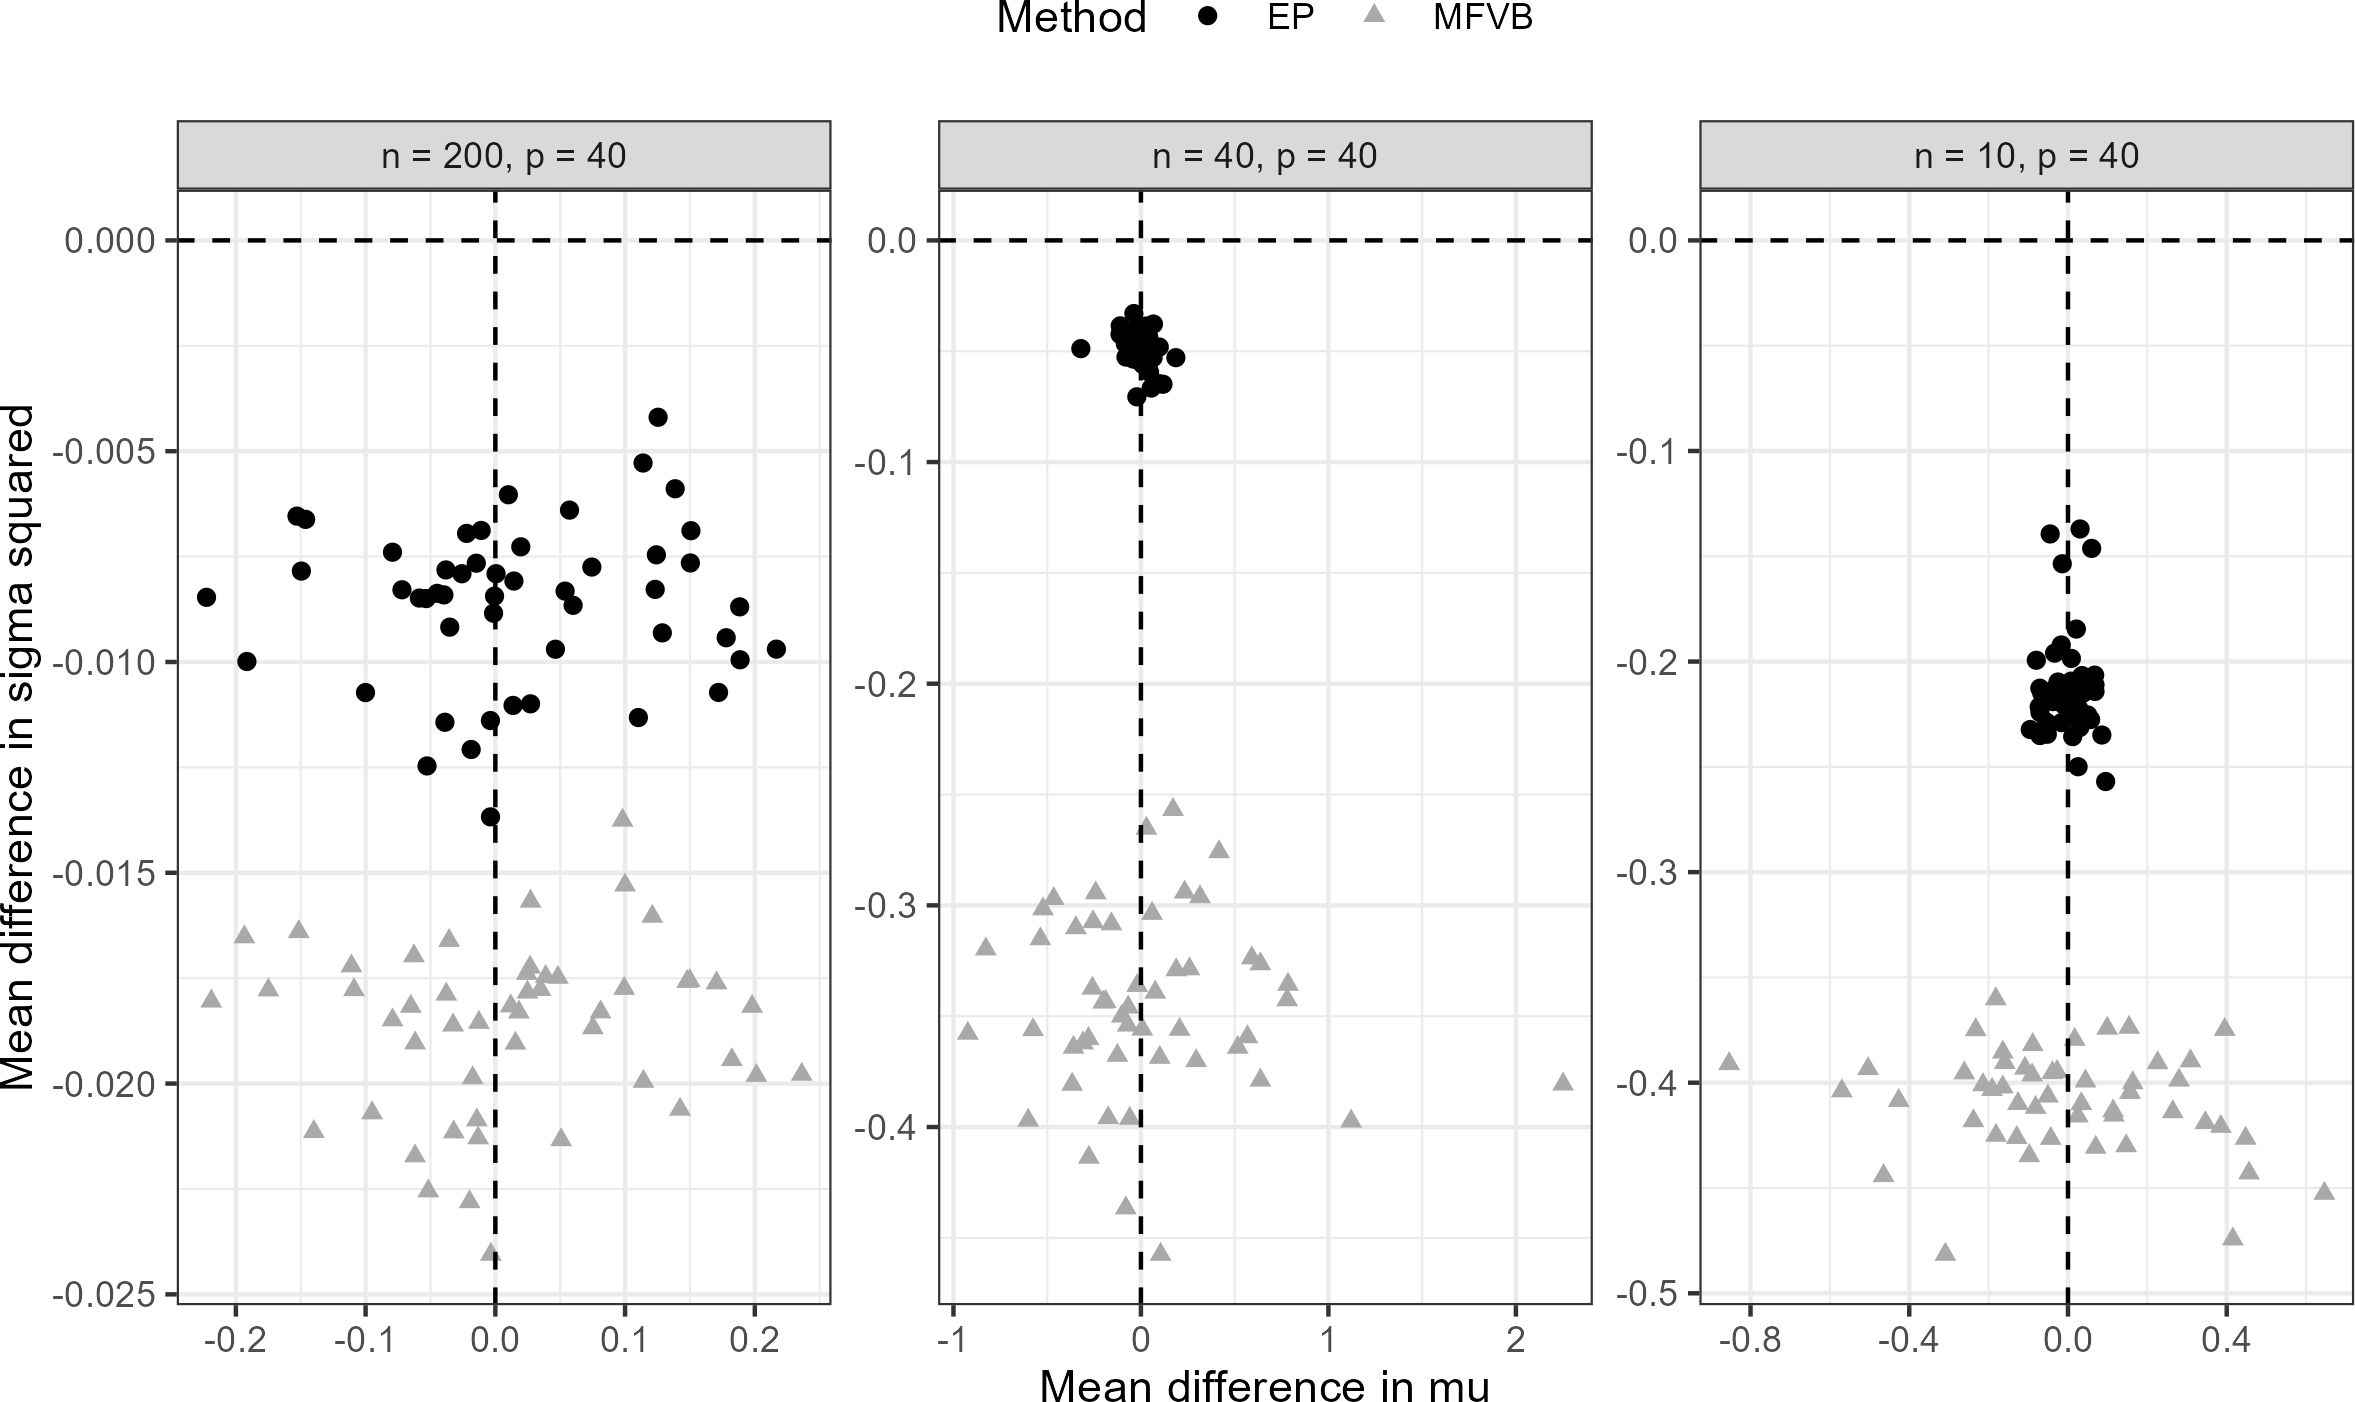 Method EP MFVB
n = 200, p = 40
n = 40, p = 40
n = 10, p = 40
Mean difference in sigma squared
0.000
-0.005
-0.010
-0.015
-0.020
-0.025
-0.2 -0.1 0.0 0.1 0.2
0.0
-0.1
-0.2
-0.3
-0.4
-1 0 1 2
0.0
-0.1
-0.2
-0.3
-0.4
-0.5
-0.8 -0.4 0.0 0.4
Mean difference in mu